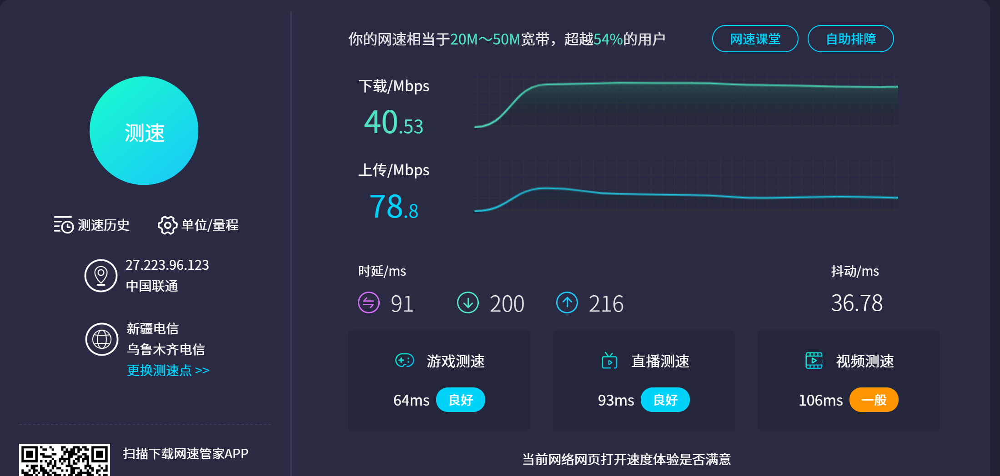 测速
测速历史
单位/量程
27.223.96.123
中国联通
新疆电信
乌鲁木齐电信
更换测速点 >>
扫描下载网速管家APP
你的网速相当于20M～50M宽带，超越54%的用户
网速课堂
自助排障
下载/Mbps
40.53
上传/Mbps
78.8
时延/ms
91
200
216
抖动/ms
36.78
游戏测速
64ms 良好
直播测速
93ms 良好
视频测速
106ms 一般
当前网络网页打开速度体验是否满意